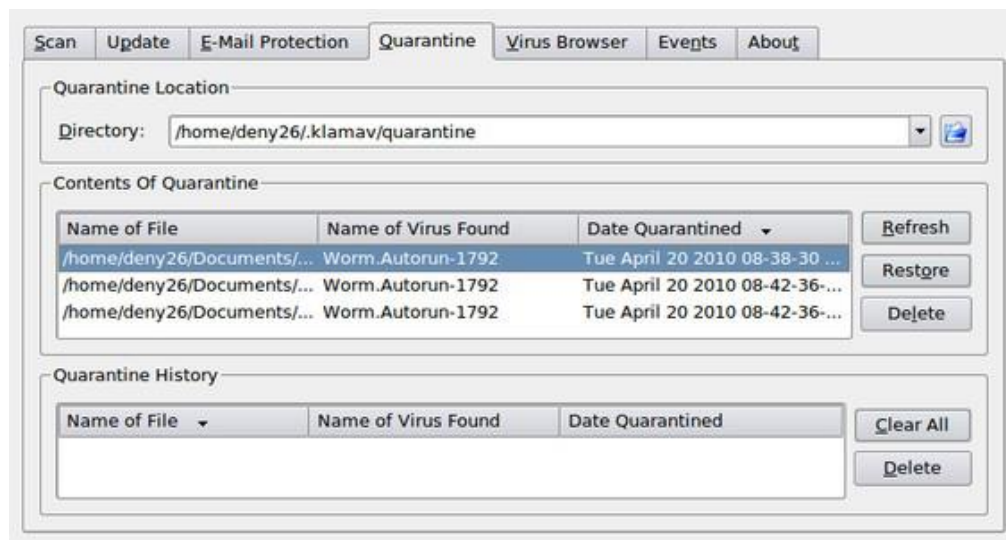 Scan Update E-Mail Protection Quarantine Virus Browser Events About
Quarantine Location
Directory: /home/deny26/.klamav/quarantine
Contents Of Quarantine
Name of File Name of Virus Found Date Quarantined
/home/deny26/Documents/... Worm.Autorun-1792 Tue April 20 2010 08-38-30 ...
/home/deny26/Documents/... Worm.Autorun-1792 Tue April 20 2010 08-42-36-...
/home/deny26/Documents/... Worm.Autorun-1792 Tue April 20 2010 08-42-36-...
Refresh
Restore
Delete
Quarantine History
Name of File Name of Virus Found Date Quarantined
Clear All
Delete